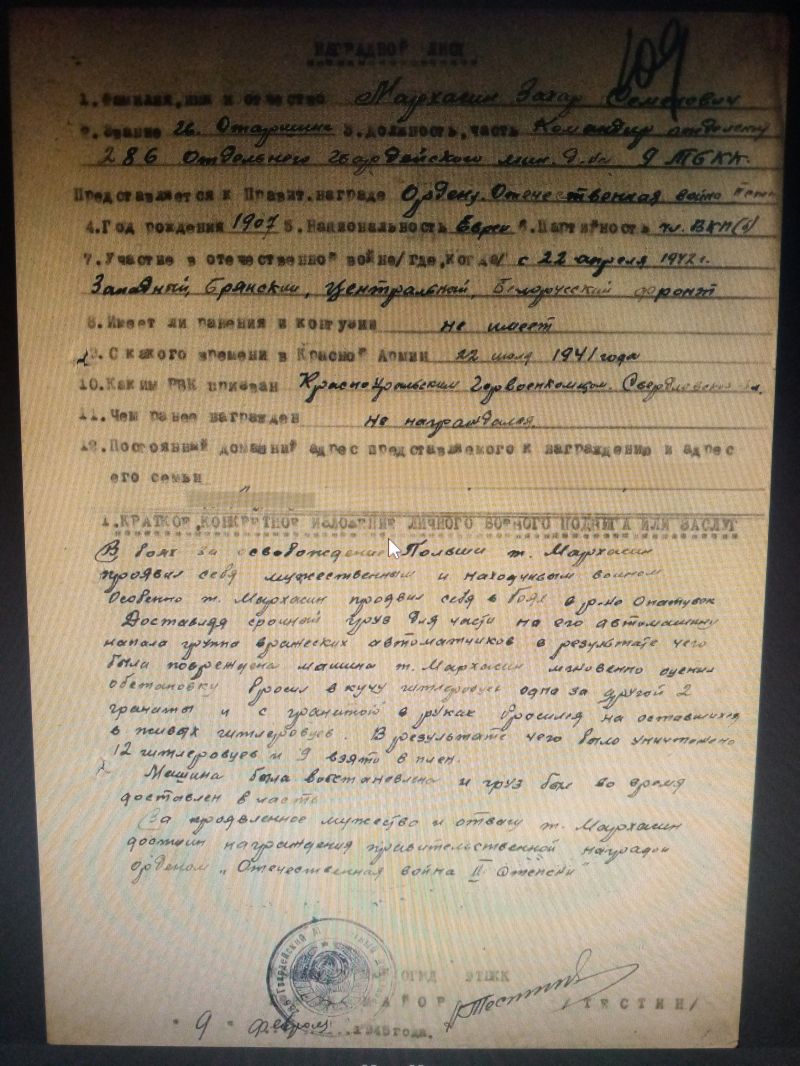 109
НАГРАДНОЙ ЛИСТ
1. Фамилия, имя и отчество Мархасин Захар Семенович
2. Звание Гв. Старшина 3. Должность, часть Командир отделения
286 Отдельного Гвардейского мин. д-на 9 ТБКК.
Представляется к Правит. награде Ордену "Отечественная война
4. Год рождения 1907 5. Национальность Еврей 6. Партийность чл. ВКП(б)
7. Участие в отечественной войне/где, когда/ с 22 апреля 1942 г.
Западный, Брянский, Центральный, Белорусский фронт
8. Имеет ли ранения и контузии не имеет
9. С какого времени в Красной Армии 22 июля 1941 года
10. Каким РВК призван Красноуральским Горвоенкоматом. Свердловской обл.
11. Чем ранее награжден не награждался.
12. Постоянный домашний адрес представляемого к награждению и адрес
его семьи
1. КРАТКОЕ, КОНКРЕТНОЕ ИЗЛОЖЕНИЕ ЛИЧНОГО БОЕВОГО ПОДВИГА ИЛИ ЗАСЛУГ
В боях за освобождение Польши т. Мархасин
проявил себя мужественным и находчивым воином
Особенно т. Мархасин проявил себя в боях в р-но Опатувок
Доставляя срочный груз для части на его автомашину
напала группа вражеских автоматчиков в результате чего
была повреждена машина т. Мархасин мгновенно оценил
обстановку бросил в кучу гитлеровцев одна за другой 2
гранаты и с гранатой в руках бросился на оставшихся
в живых гитлеровцев. В результате чего было уничтожено
12 гитлеровцев и 9 взято в плен.
Машина была восстановлена и груз был во время
доставлен в часть
За проявленное мужество и отвагу т. Мархасин
достоин награждения правительственной наградой
орденом "Отечественная война II степени"
ОГМД 9ТБКК
МАЙОР /ТЕСТИН/
" 9 " февраля 1945 года.